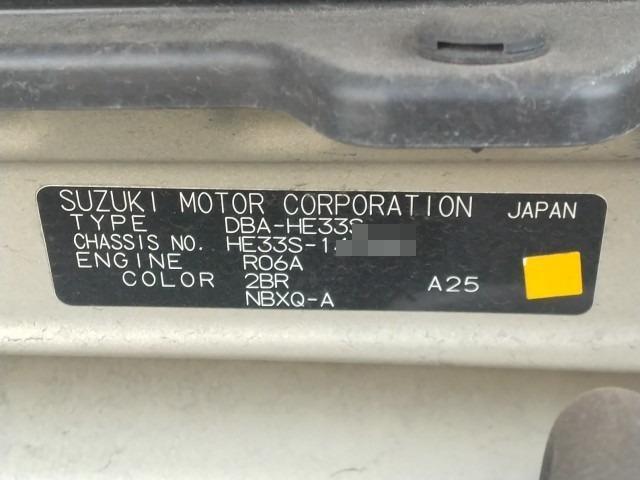 SUZUKI MOTOR CORPORATION JAPAN
TYPE DBA-HE33S
CHASSIS NO. HE33S-1
ENGINE R06A
COLOR 2BR A25
NBXQ-A